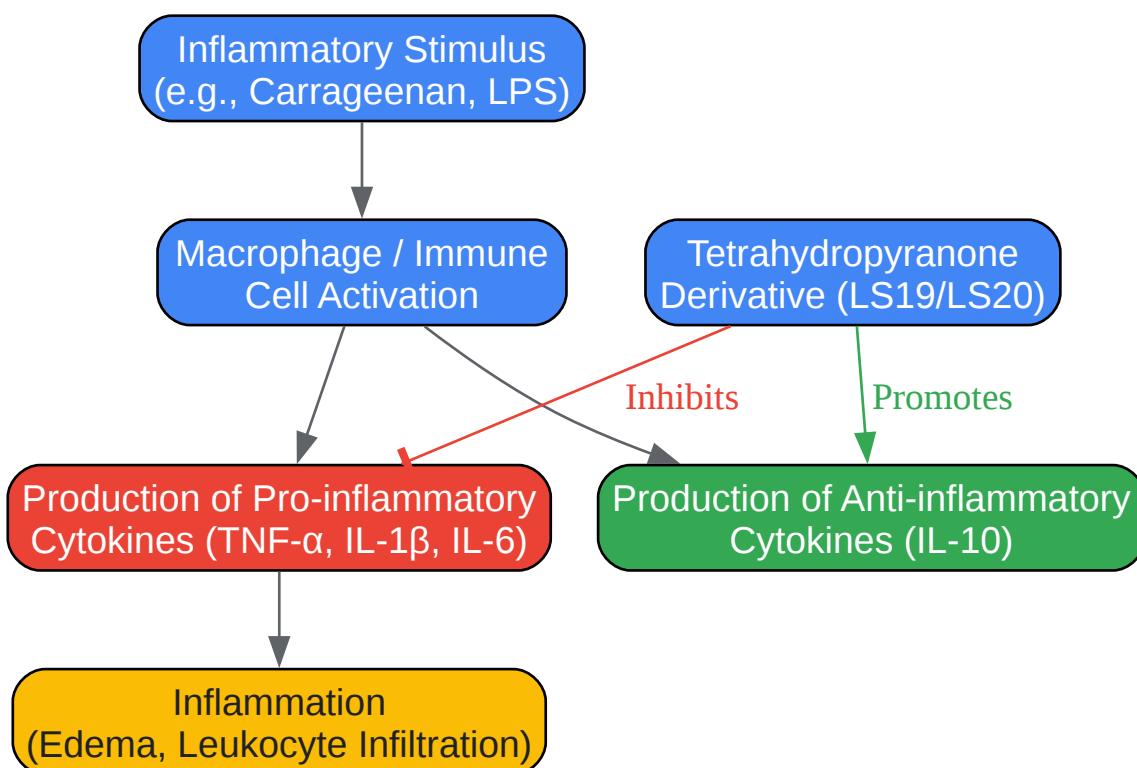 Inflammatory Stimulus
(e.g., Carrageenan, LPS)
Macrophage / Immune
Cell Activation
Tetrahydropyranone
Derivative (LS19/LS20)
Inhibits
Promotes
Production of Pro-inflammatory
Cytokines (TNF-α, IL-1β, IL-6)
Production of Anti-inflammatory
Cytokines (IL-10)
Inflammation
(Edema, Leukocyte Infiltration)